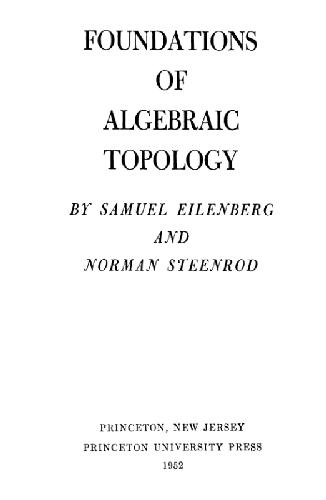 FOUNDATIONS
OF
ALGEBRAIC
TOPOLOGY
BY SAMUEL EILENBERG
AND
NORMAN STEENROD
PRINCETON, NEW JERSEY
PRINCETON UNIVERSITY PRESS
1952